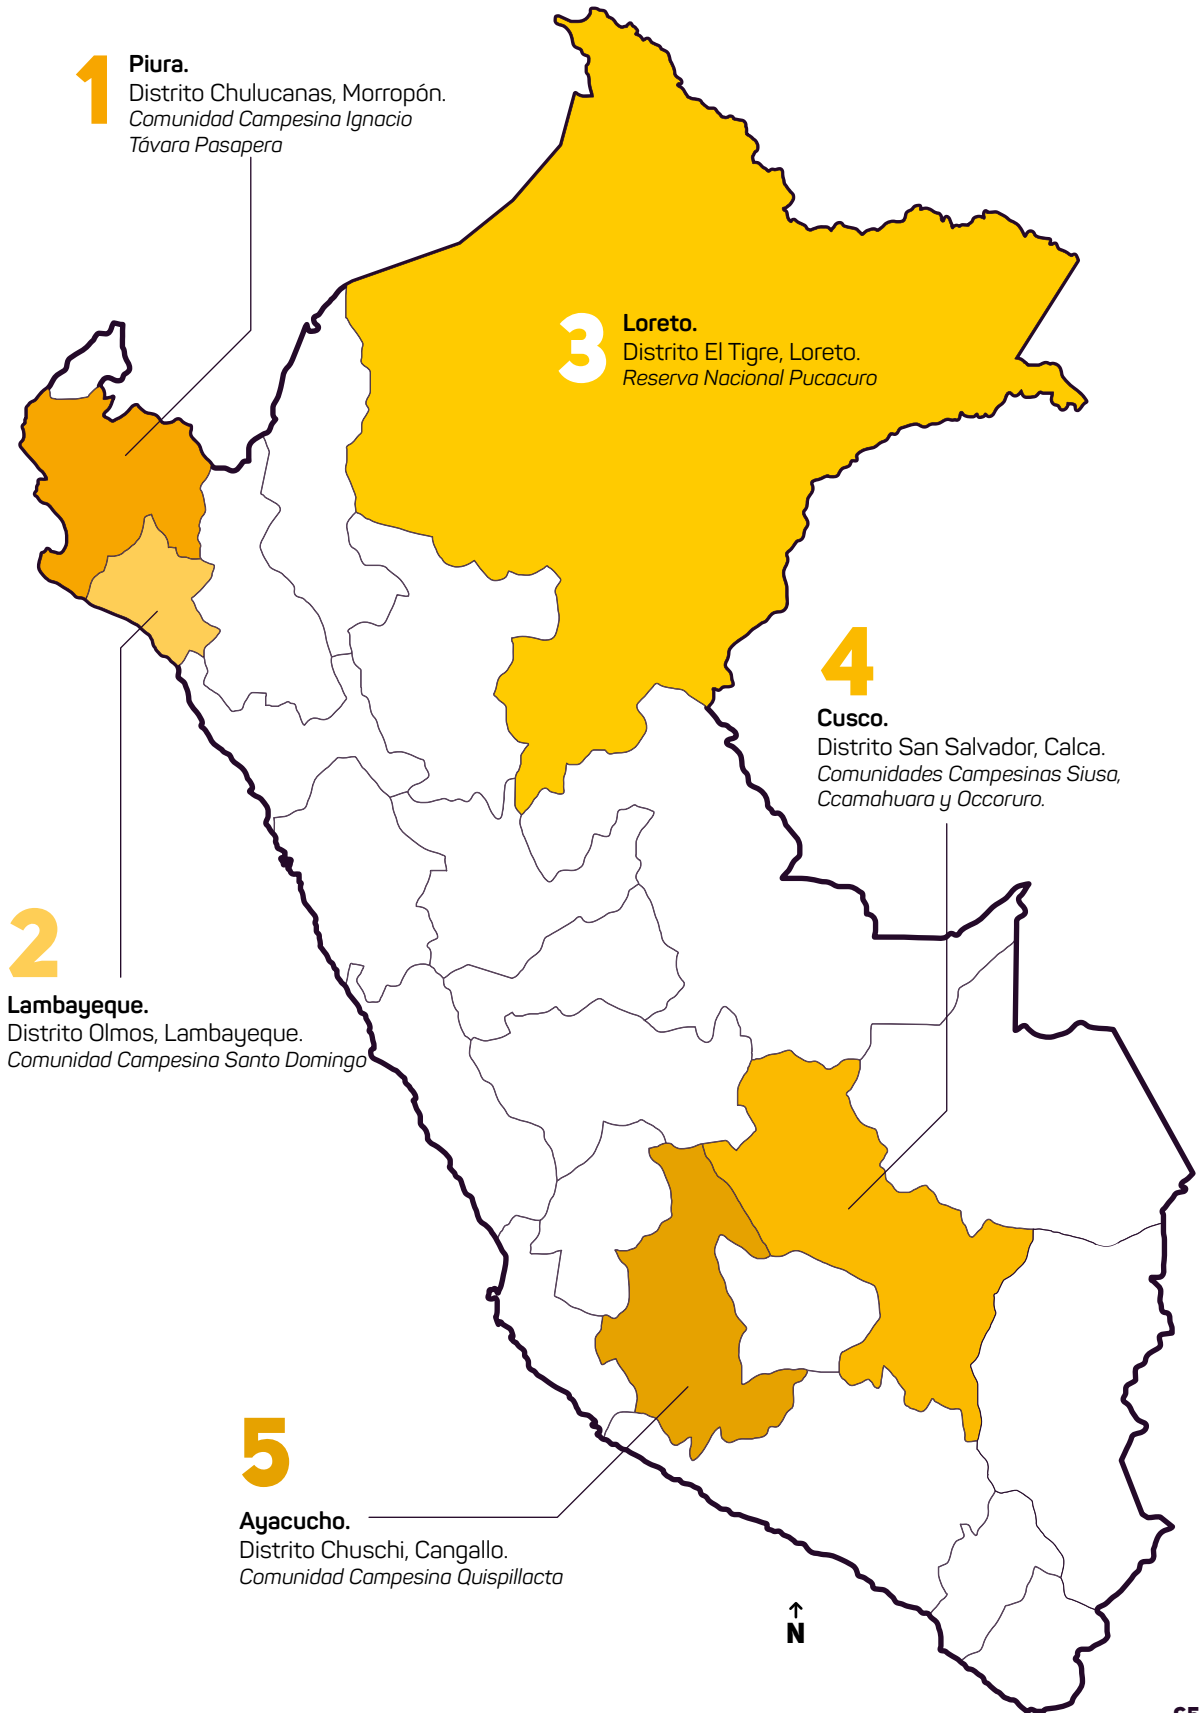 1
Piura.
Distrito Chulucanas, Morropón.
Comunidad Campesina Ignacio
Távara Pasapera
3
Loreto.
Distrito El Tigre, Loreto.
Reserva Nacional Pucacuro
4
Cusco.
Distrito San Salvador, Calca.
Comunidades Campesinas Siusa,
Ccamahuara y Occoruro.
2
Lambayeque.
Distrito Olmos, Lambayeque.
Comunidad Campesina Santo Domingo
5
Ayacucho.
Distrito Chuschi, Cangallo.
Comunidad Campesina Quispillacta
N